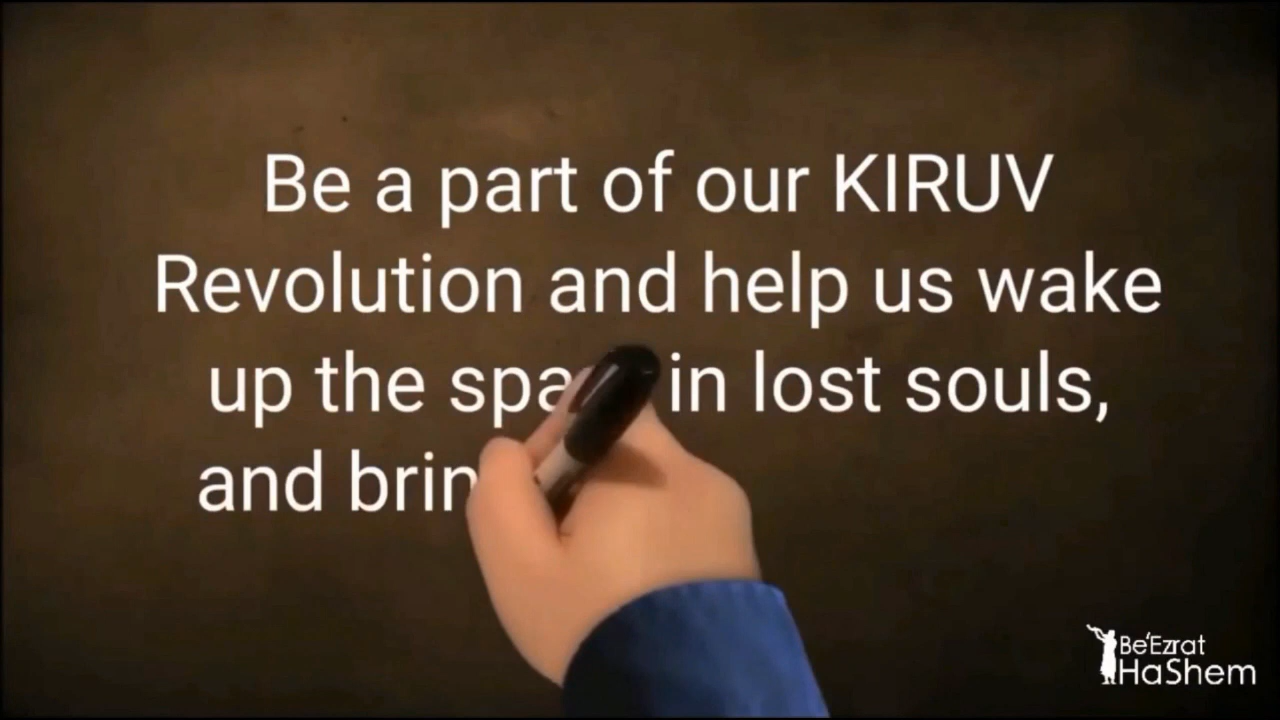 Be a part of our KIRUV
Revolution and help us wake
up the in lost souls,
and
Be'Ezrat
HaShem